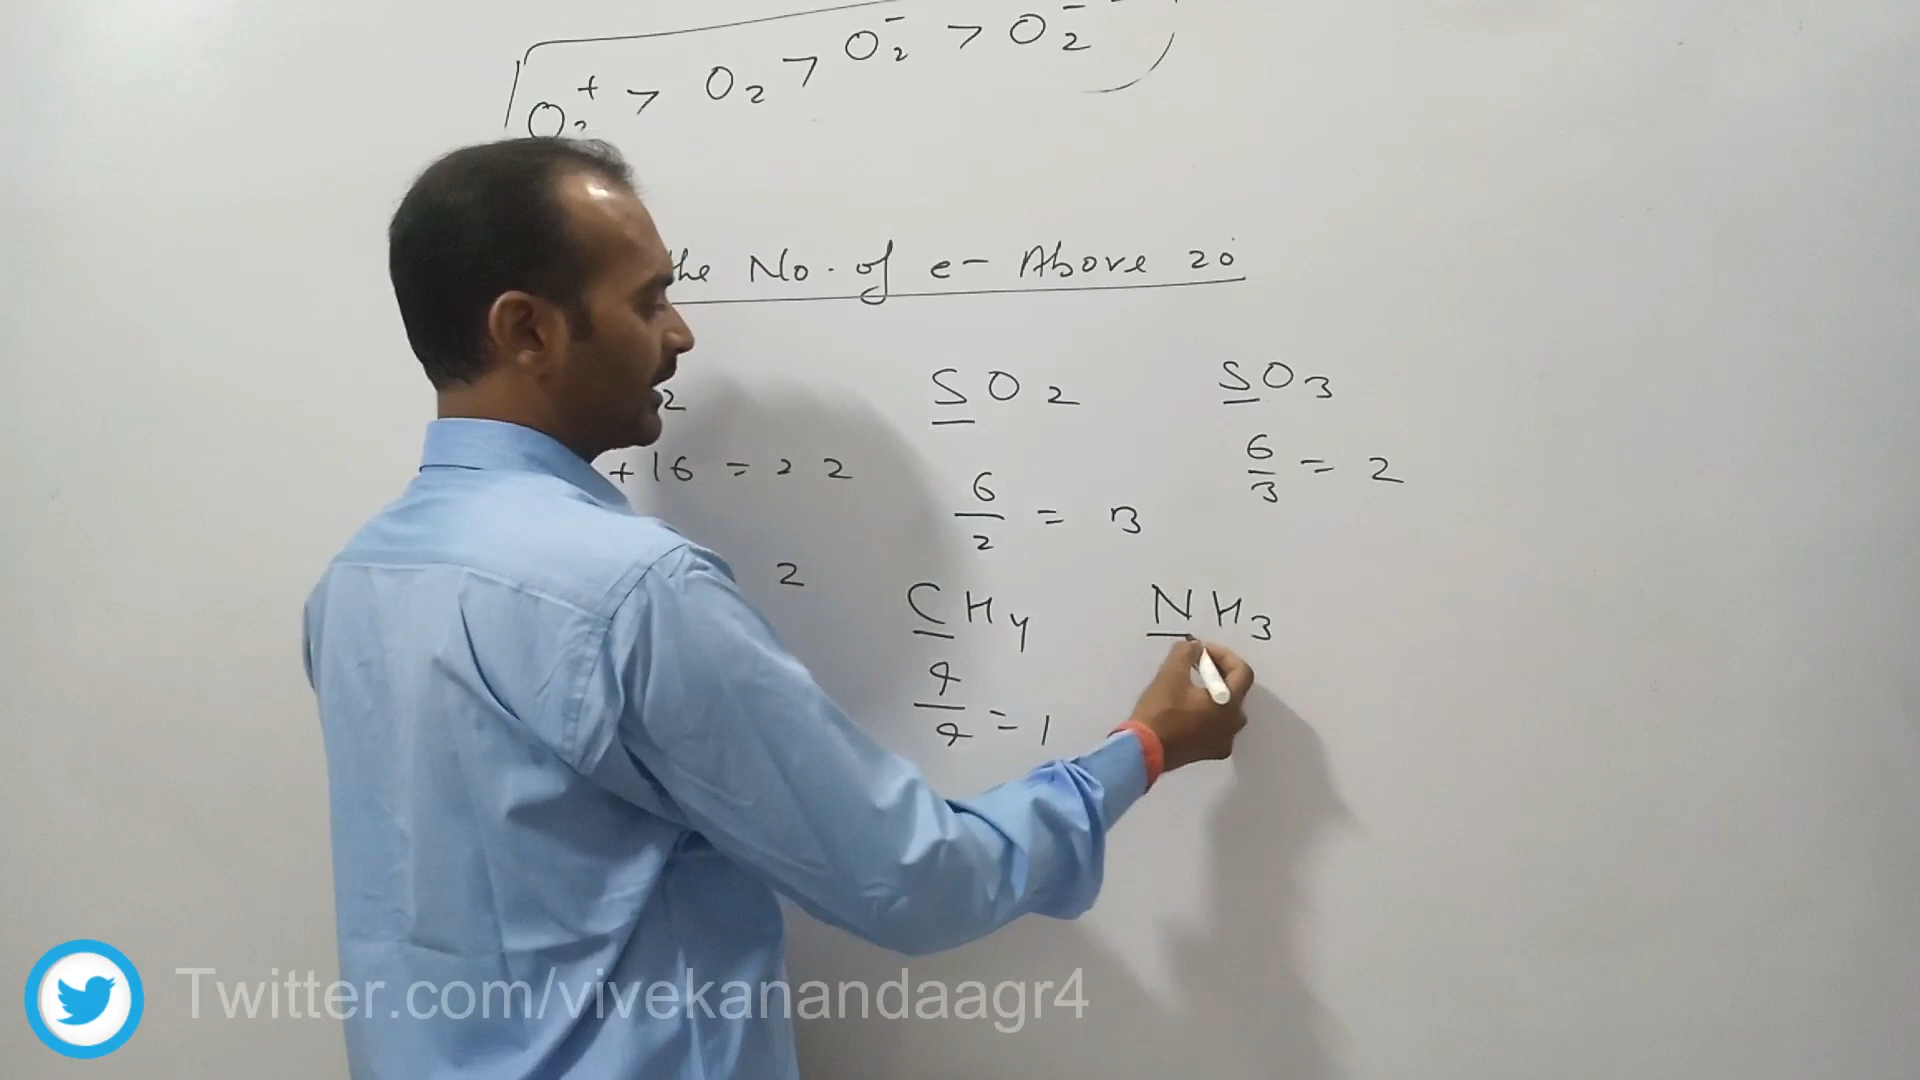 O₂⁺ > O₂ > O₂⁻ > O₂⁻
the No. of e- Above 20
2 SO₂ SO₃
+16 = 22 6/2 = 3 6/3 = 2
2 CH₄ NH₃
4/4 = 1
Twitter.com/vivekanandaagr4